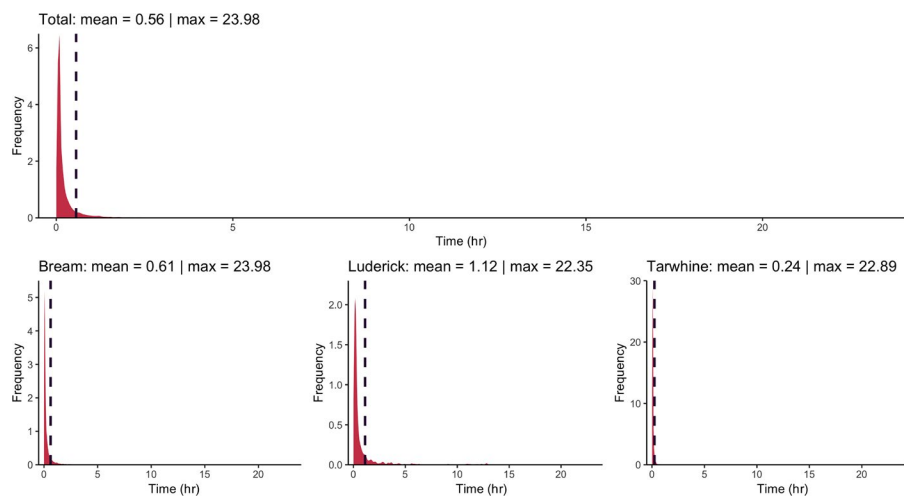 Total: mean = 0.56 | max = 23.98
Frequency
6
4
2
0
0 5 10 15 20
Time (hr)
Bream: mean = 0.61 | max = 23.98
Frequency
5
4
3
2
1
0
0 5 10 15 20
Time (hr)
Luderick: mean = 1.12 | max = 22.35
Frequency
2.0
1.5
1.0
0.5
0.0
0 5 10 15 20
Time (hr)
Tarwhine: mean = 0.24 | max = 22.89
Frequency
30
20
10
0
0 5 10 15 20
Time (hr)